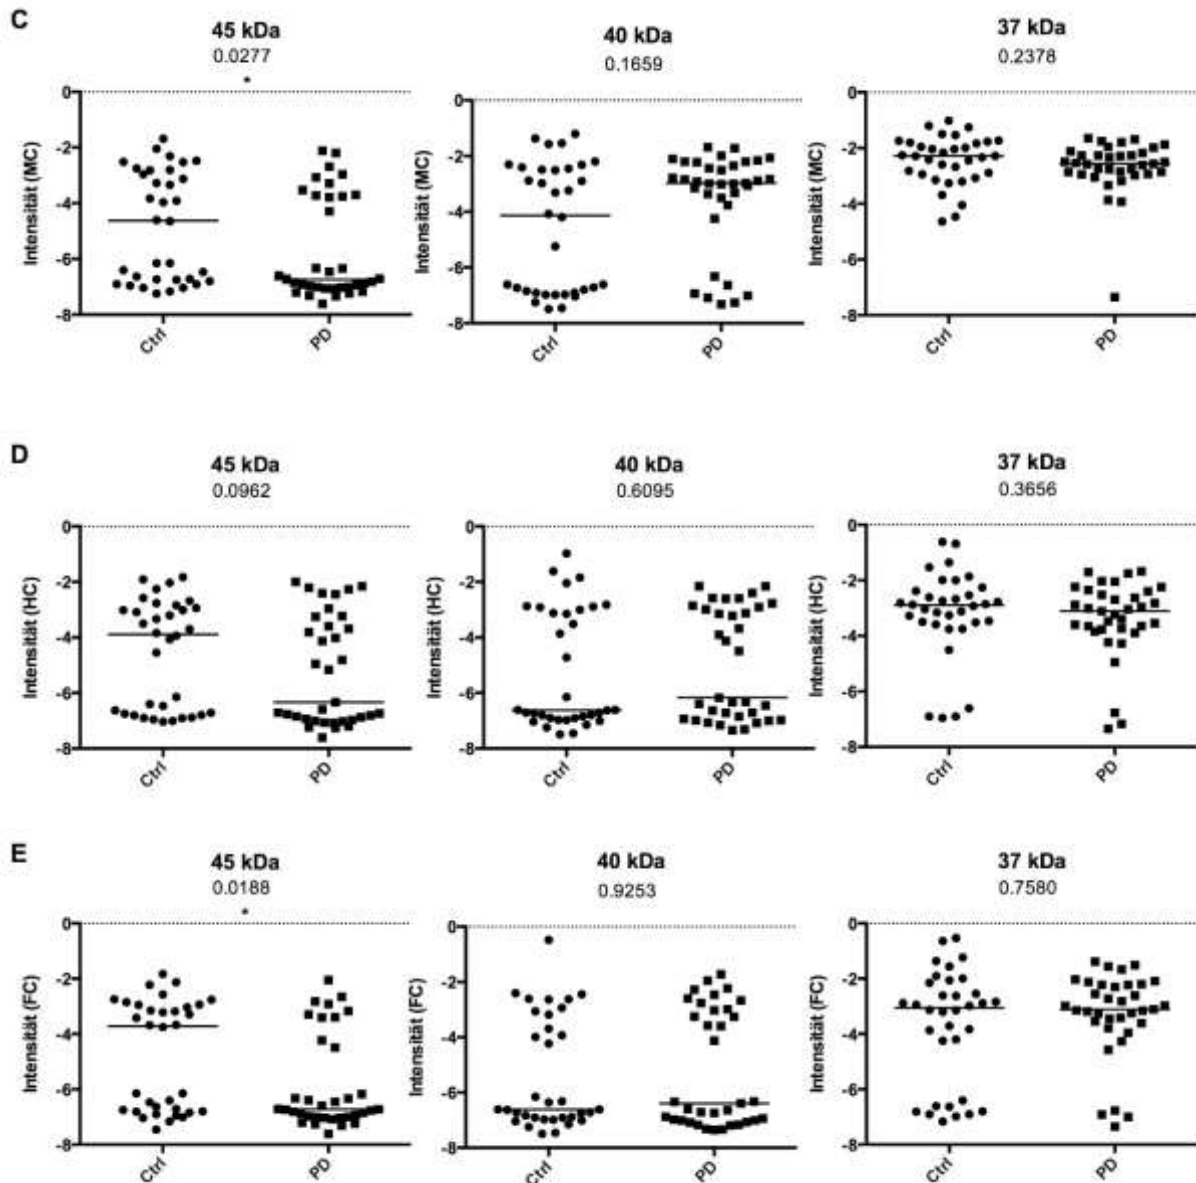 C
45 kDa
0.0277
*
40 kDa
0.1659
37 kDa
0.2378
Intensität (MC)
0
-2
-4
-6
-8
Ctrl
PD
Intensität (MC)
0
-2
-4
-6
-8
Ctrl
PD
Intensität (MC)
0
-2
-4
-6
-8
Ctrl
PD
D
45 kDa
0.0962
40 kDa
0.6095
37 kDa
0.3656
Intensität (HC)
0
-2
-4
-6
-8
Ctrl
PD
Intensität (HC)
0
-2
-4
-6
-8
Ctrl
PD
Intensität (HC)
0
-2
-4
-6
-8
Ctrl
PD
E
45 kDa
0.0188
*
40 kDa
0.9253
37 kDa
0.7580
Intensität (FC)
0
-2
-4
-6
-8
Ctrl
PD
Intensität (FC)
0
-2
-4
-6
-8
Ctrl
PD
Intensität (FC)
0
-2
-4
-6
-8
Ctrl
PD